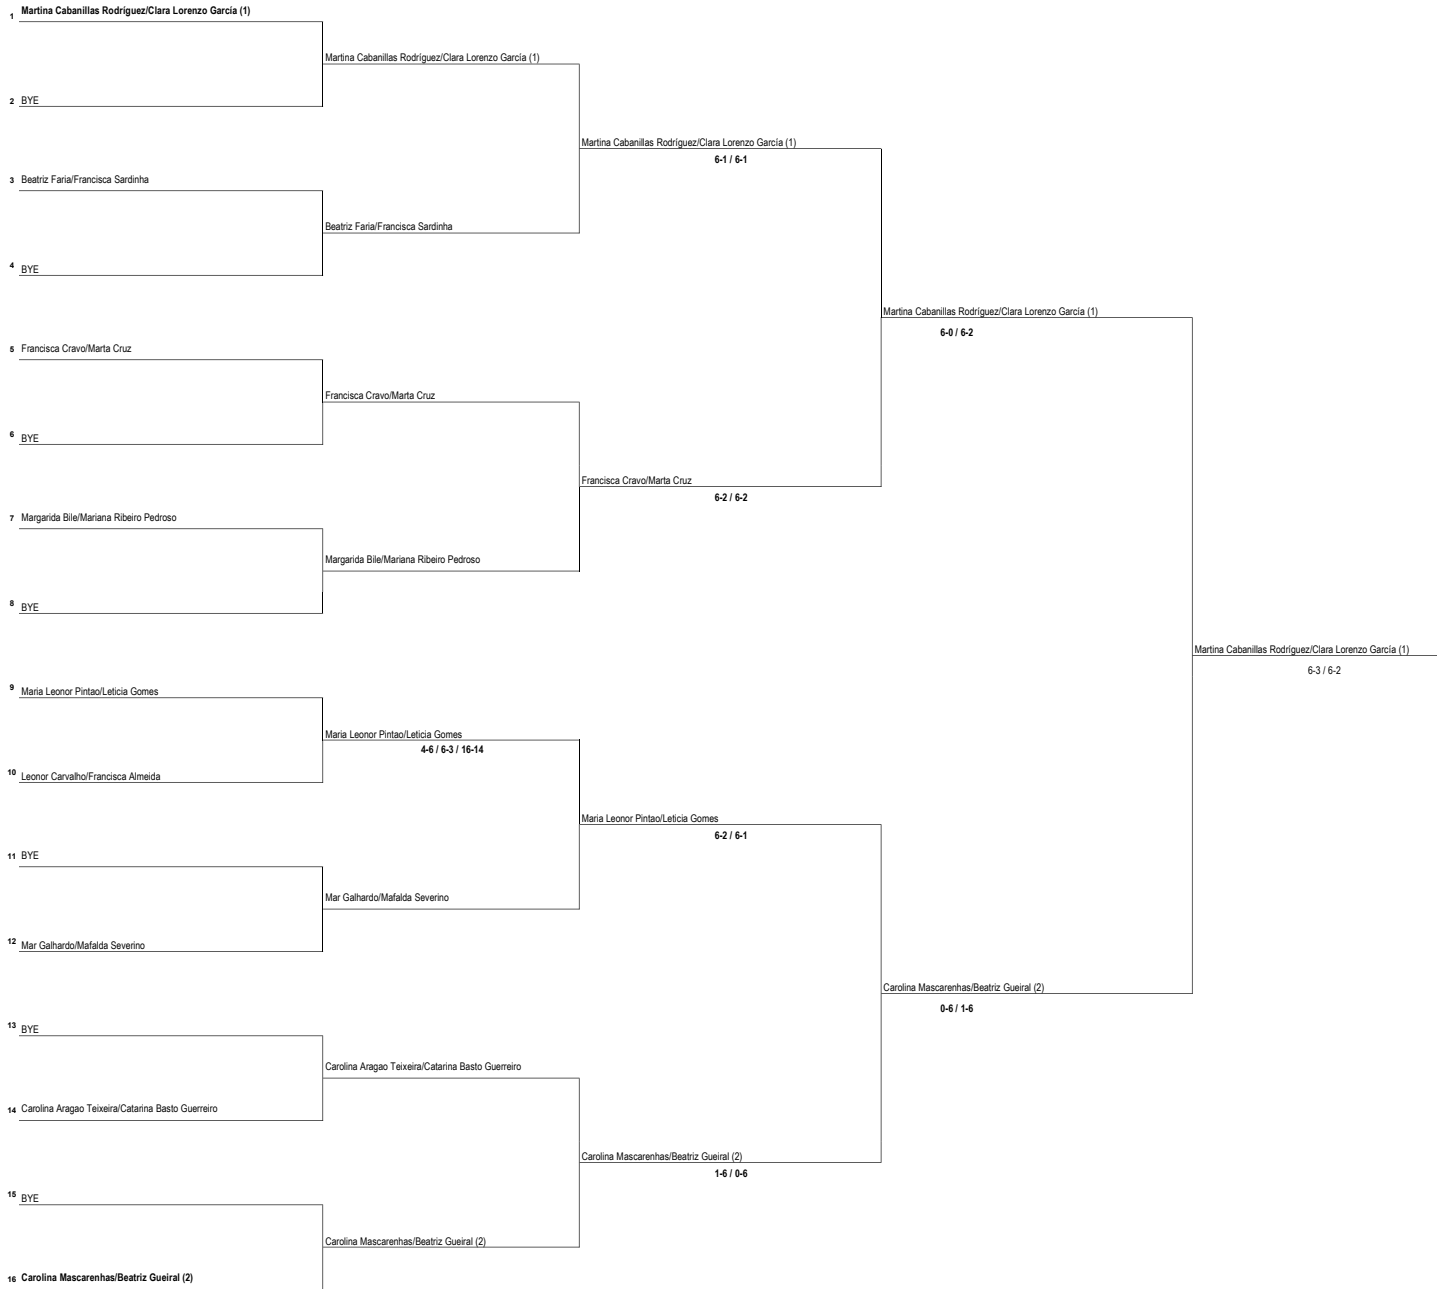 1 Martina Cabanillas Rodríguez/Clara Lorenzo García (1)
Martina Cabanillas Rodríguez/Clara Lorenzo García (1)
2 BYE
Martina Cabanillas Rodríguez/Clara Lorenzo García (1)
6-1 / 6-1
3 Beatriz Faria/Francisca Sardinha
Beatriz Faria/Francisca Sardinha
4 BYE
Martina Cabanillas Rodríguez/Clara Lorenzo García (1)
6-0 / 6-2
5 Francisca Cravo/Marta Cruz
Francisca Cravo/Marta Cruz
6 BYE
Francisca Cravo/Marta Cruz
6-2 / 6-2
7 Margarida Bile/Mariana Ribeiro Pedroso
Margarida Bile/Mariana Ribeiro Pedroso
8 BYE
Martina Cabanillas Rodríguez/Clara Lorenzo García (1)
6-3 / 6-2
9 Maria Leonor Pintao/Leticia Gomes
Maria Leonor Pintao/Leticia Gomes
4-6 / 6-3 / 16-14
10 Leonor Carvalho/Francisca Almeida
Maria Leonor Pintao/Leticia Gomes
6-2 / 6-1
11 BYE
Mar Galhardo/Mafalda Severino
12 Mar Galhardo/Mafalda Severino
Carolina Mascarenhas/Beatriz Gueiral (2)
0-6 / 1-6
13 BYE
Carolina Aragao Teixeira/Catarina Basto Guerreiro
14 Carolina Aragao Teixeira/Catarina Basto Guerreiro
Carolina Mascarenhas/Beatriz Gueiral (2)
1-6 / 0-6
15 BYE
Carolina Mascarenhas/Beatriz Gueiral (2)
16 Carolina Mascarenhas/Beatriz Gueiral (2)